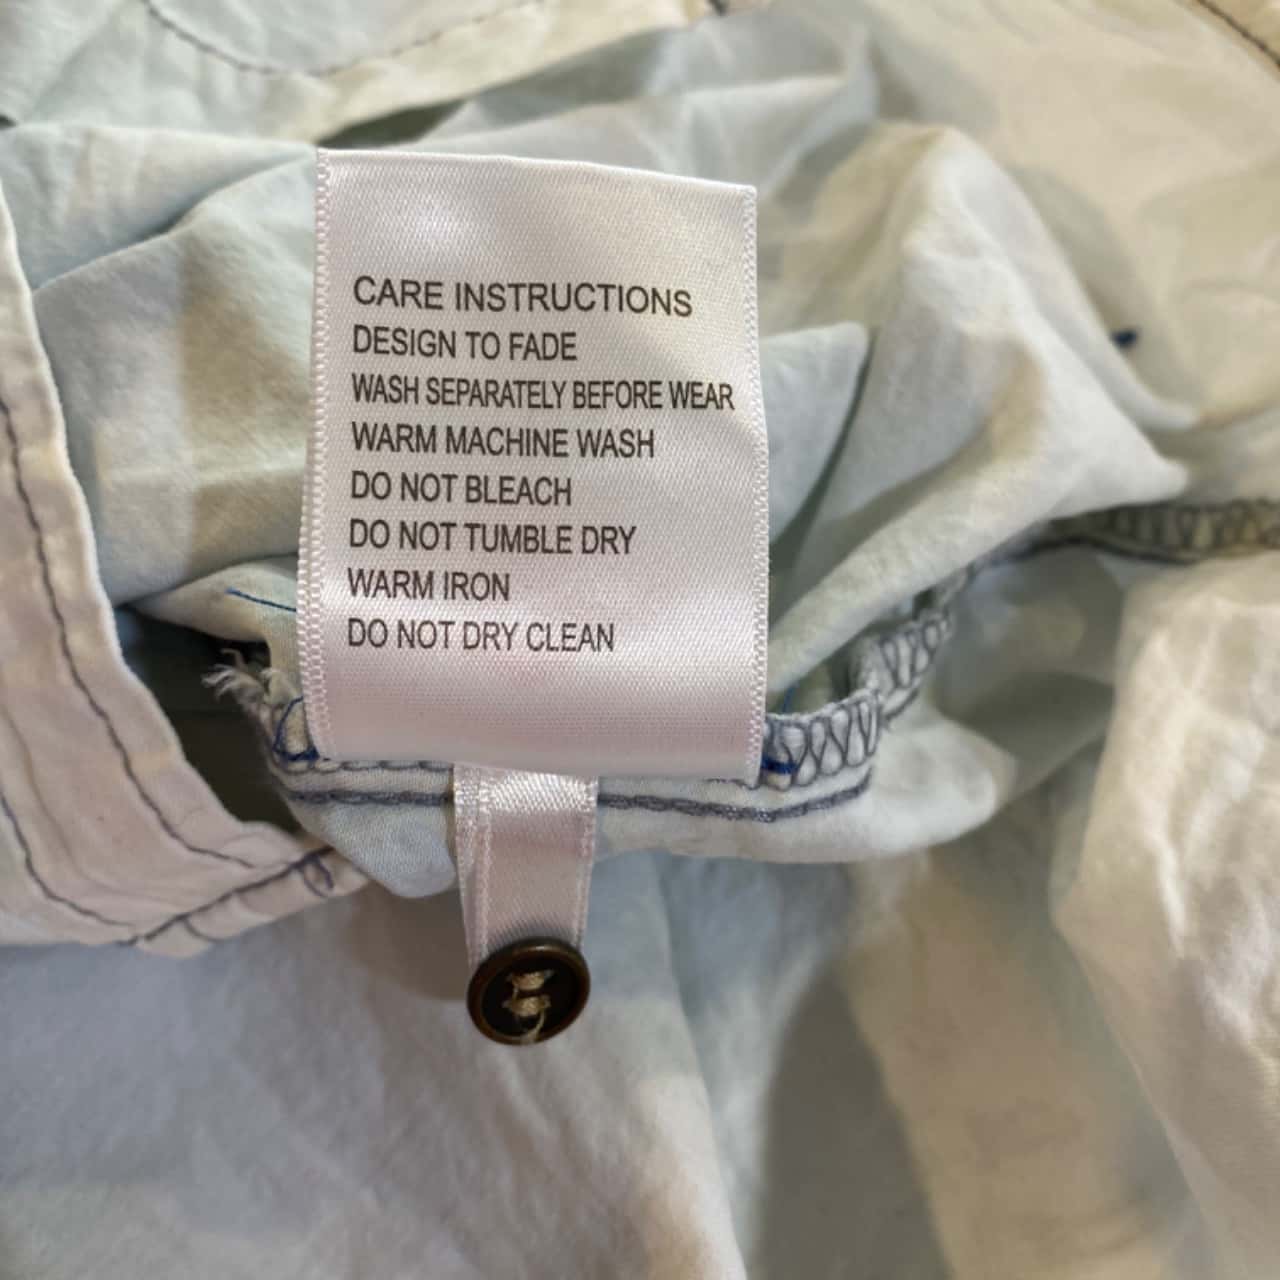 CARE INSTRUCTIONS
DESIGN TO FADE
WASH SEPARATELY BEFORE WEAR
WARM MACHINE WASH
DO NOT BLEACH
DO NOT TUMBLE DRY
WARM IRON
DO NOT DRY CLEAN